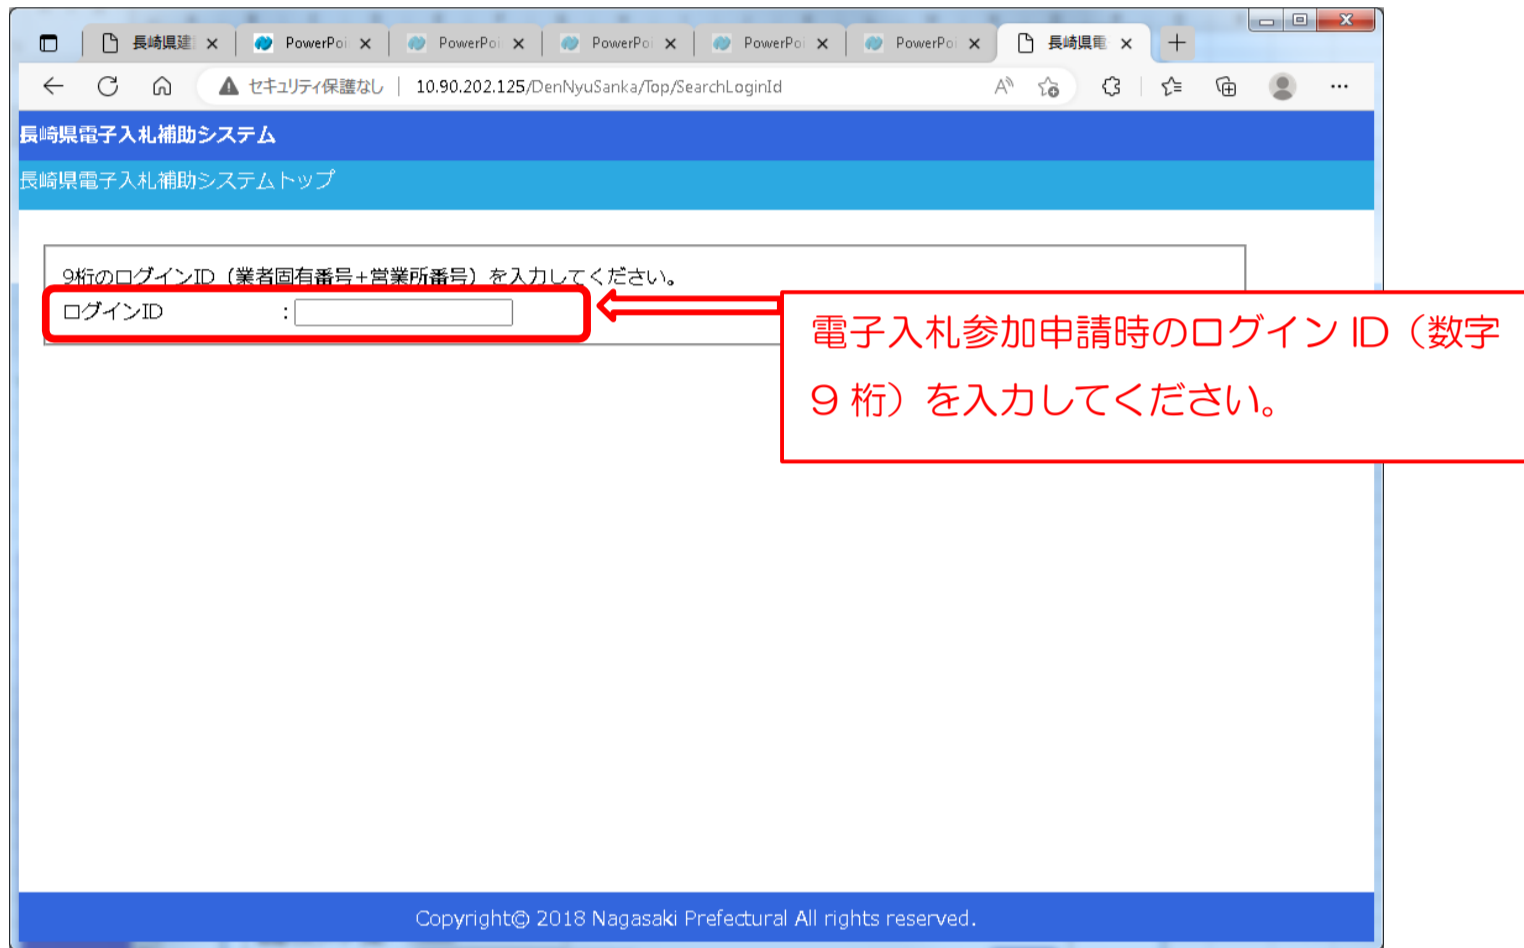 長崎県建
PowerPoi
PowerPoi
PowerPoi
PowerPoi
PowerPoi
長崎県電
セキュリティ保護なし 10.90.202.125/DenNyuSanka/Top/SearchLoginId
長崎県電子入札補助システム
長崎県電子入札補助システムトップ
9桁のログインID（業者固有番号+営業所番号）を入力してください。
ログインID :
電子入札参加申請時のログイン ID（数字
9 桁）を入力してください。
Copyright© 2018 Nagasaki Prefectural All rights reserved.